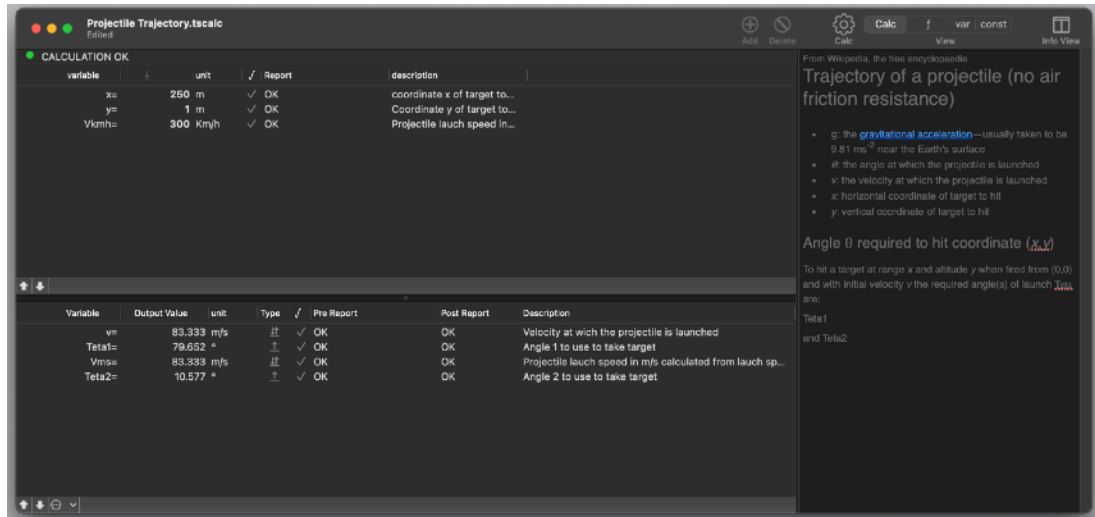 Projectile Trajectory.tscalc
Edited
Add Delete Calc Calc f var const View Info View
CALCULATION OK
variable unit √ Report description
x= 250 m ✓ OK coordinate x of target to...
y= 1 m ✓ OK Coordinate y of target to...
Vkmh= 300 Km/h ✓ OK Projectile lauch speed in...
Variable Output Value unit Type √ Pre Report Post Report Description
v= 83.333 m/s ✓ OK OK Velocity at wich the projectile is launched
Teta1= 79.652 ° ✓ OK OK Angle 1 to use to take target
Vms= 83.333 m/s ✓ OK OK Projectile lauch speed in m/s calculated from lauch sp...
Teta2= 10.577 ° ✓ OK OK Angle 2 to use to take target
From Wikipedia, the free encyclopaedia
Trajectory of a projectile (no air
friction resistance)
• g: the gravitational acceleration—usually taken to be
9.81 ms⁻² near the Earth's surface
• θ: the angle at which the projectile is launched
• v: the velocity at which the projectile is launched
• x: horizontal coordinate of target to hit
• y: vertical coordinate of target to hit
Angle θ required to hit coordinate (x,y)
To hit a target at range x and altitude y when fired from (0,0)
and with initial velocity v the required angle(s) of launch Teta
are:
Teta1
and Teta2